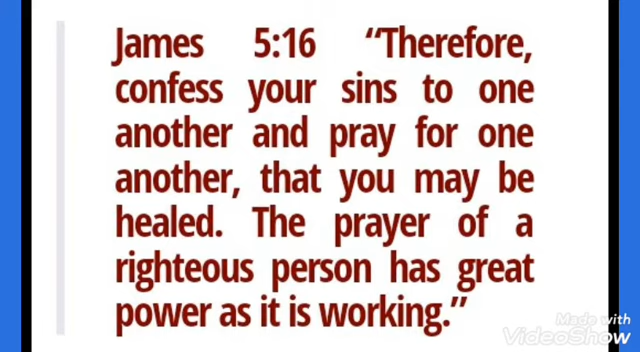 James 5:16 “Therefore,
confess your sins to one
another and pray for one
another, that you may be
healed. The prayer of a
righteous person has great
power as it is working.”
Made with
VideoShow